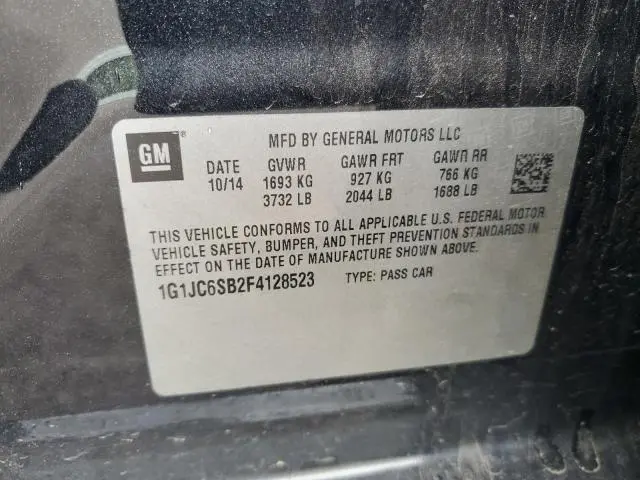 GM
MFD BY GENERAL MOTORS LLC
DATE GVWR GAWR FRT GAWR RR
10/14 1693 KG 927 KG 766 KG
3732 LB 2044 LB 1688 LB
THIS VEHICLE CONFORMS TO ALL APPLICABLE U.S. FEDERAL MOTOR
VEHICLE SAFETY, BUMPER, AND THEFT PREVENTION STANDARDS IN
EFFECT ON THE DATE OF MANUFACTURE SHOWN ABOVE.
1G1JC6SB2F4128523 TYPE: PASS CAR